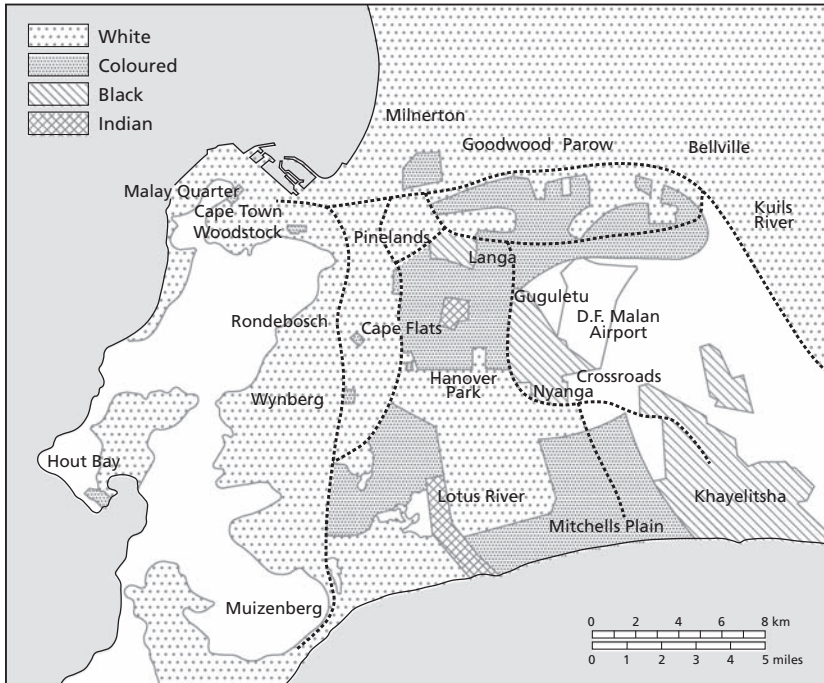 White
Coloured
Black
Indian
Milnerton
Goodwood Parow
Bellville
Malay Quarter
Cape Town
Woodstock
Kuils
River
Pinelands
Langa
Guguletu
D.F. Malan
Airport
Rondebosch
Cape Flats
Crossroads
Hanover
Park
Nyanga
Wynberg
Hout Bay
Lotus River
Khayelitsha
Mitchells Plain
Muizenberg
0 2 4 6 8 km
0 1 2 3 4 5 miles